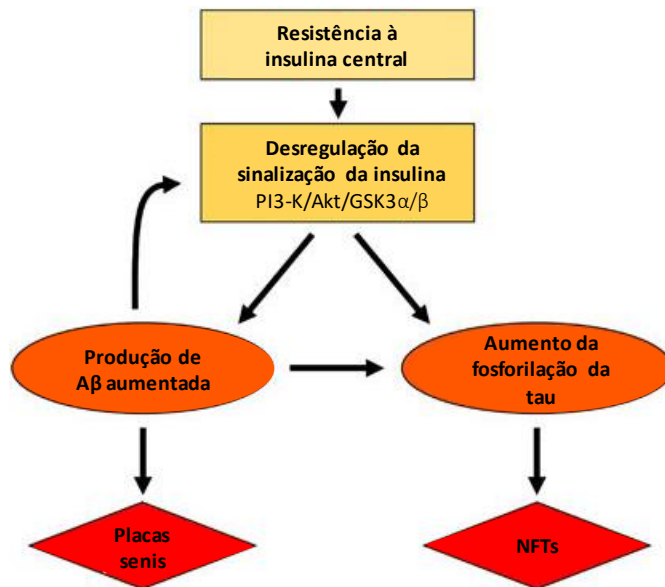 Resistência à
insulina central
Desregulação da
sinalização da insulina
PI3-K/Akt/GSK3α/β
Produção de
Aβ aumentada
Aumento da
fosforilação da
tau
Placas
senis
NFTs